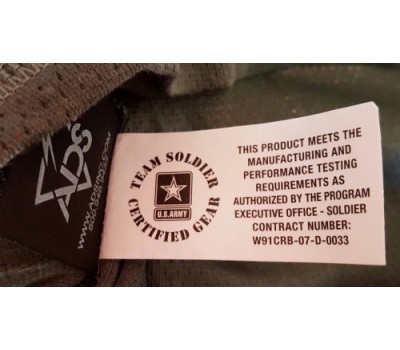 TEAM SOLDIER
U.S. ARMY
CERTIFIED GEAR
THIS PRODUCT MEETS THE
MANUFACTURING AND
PERFORMANCE TESTING
REQUIREMENTS AS
AUTHORIZED BY THE PROGRAM
EXECUTIVE OFFICE - SOLDIER
CONTRACT NUMBER:
W91CRB-07-D-0033
ADS